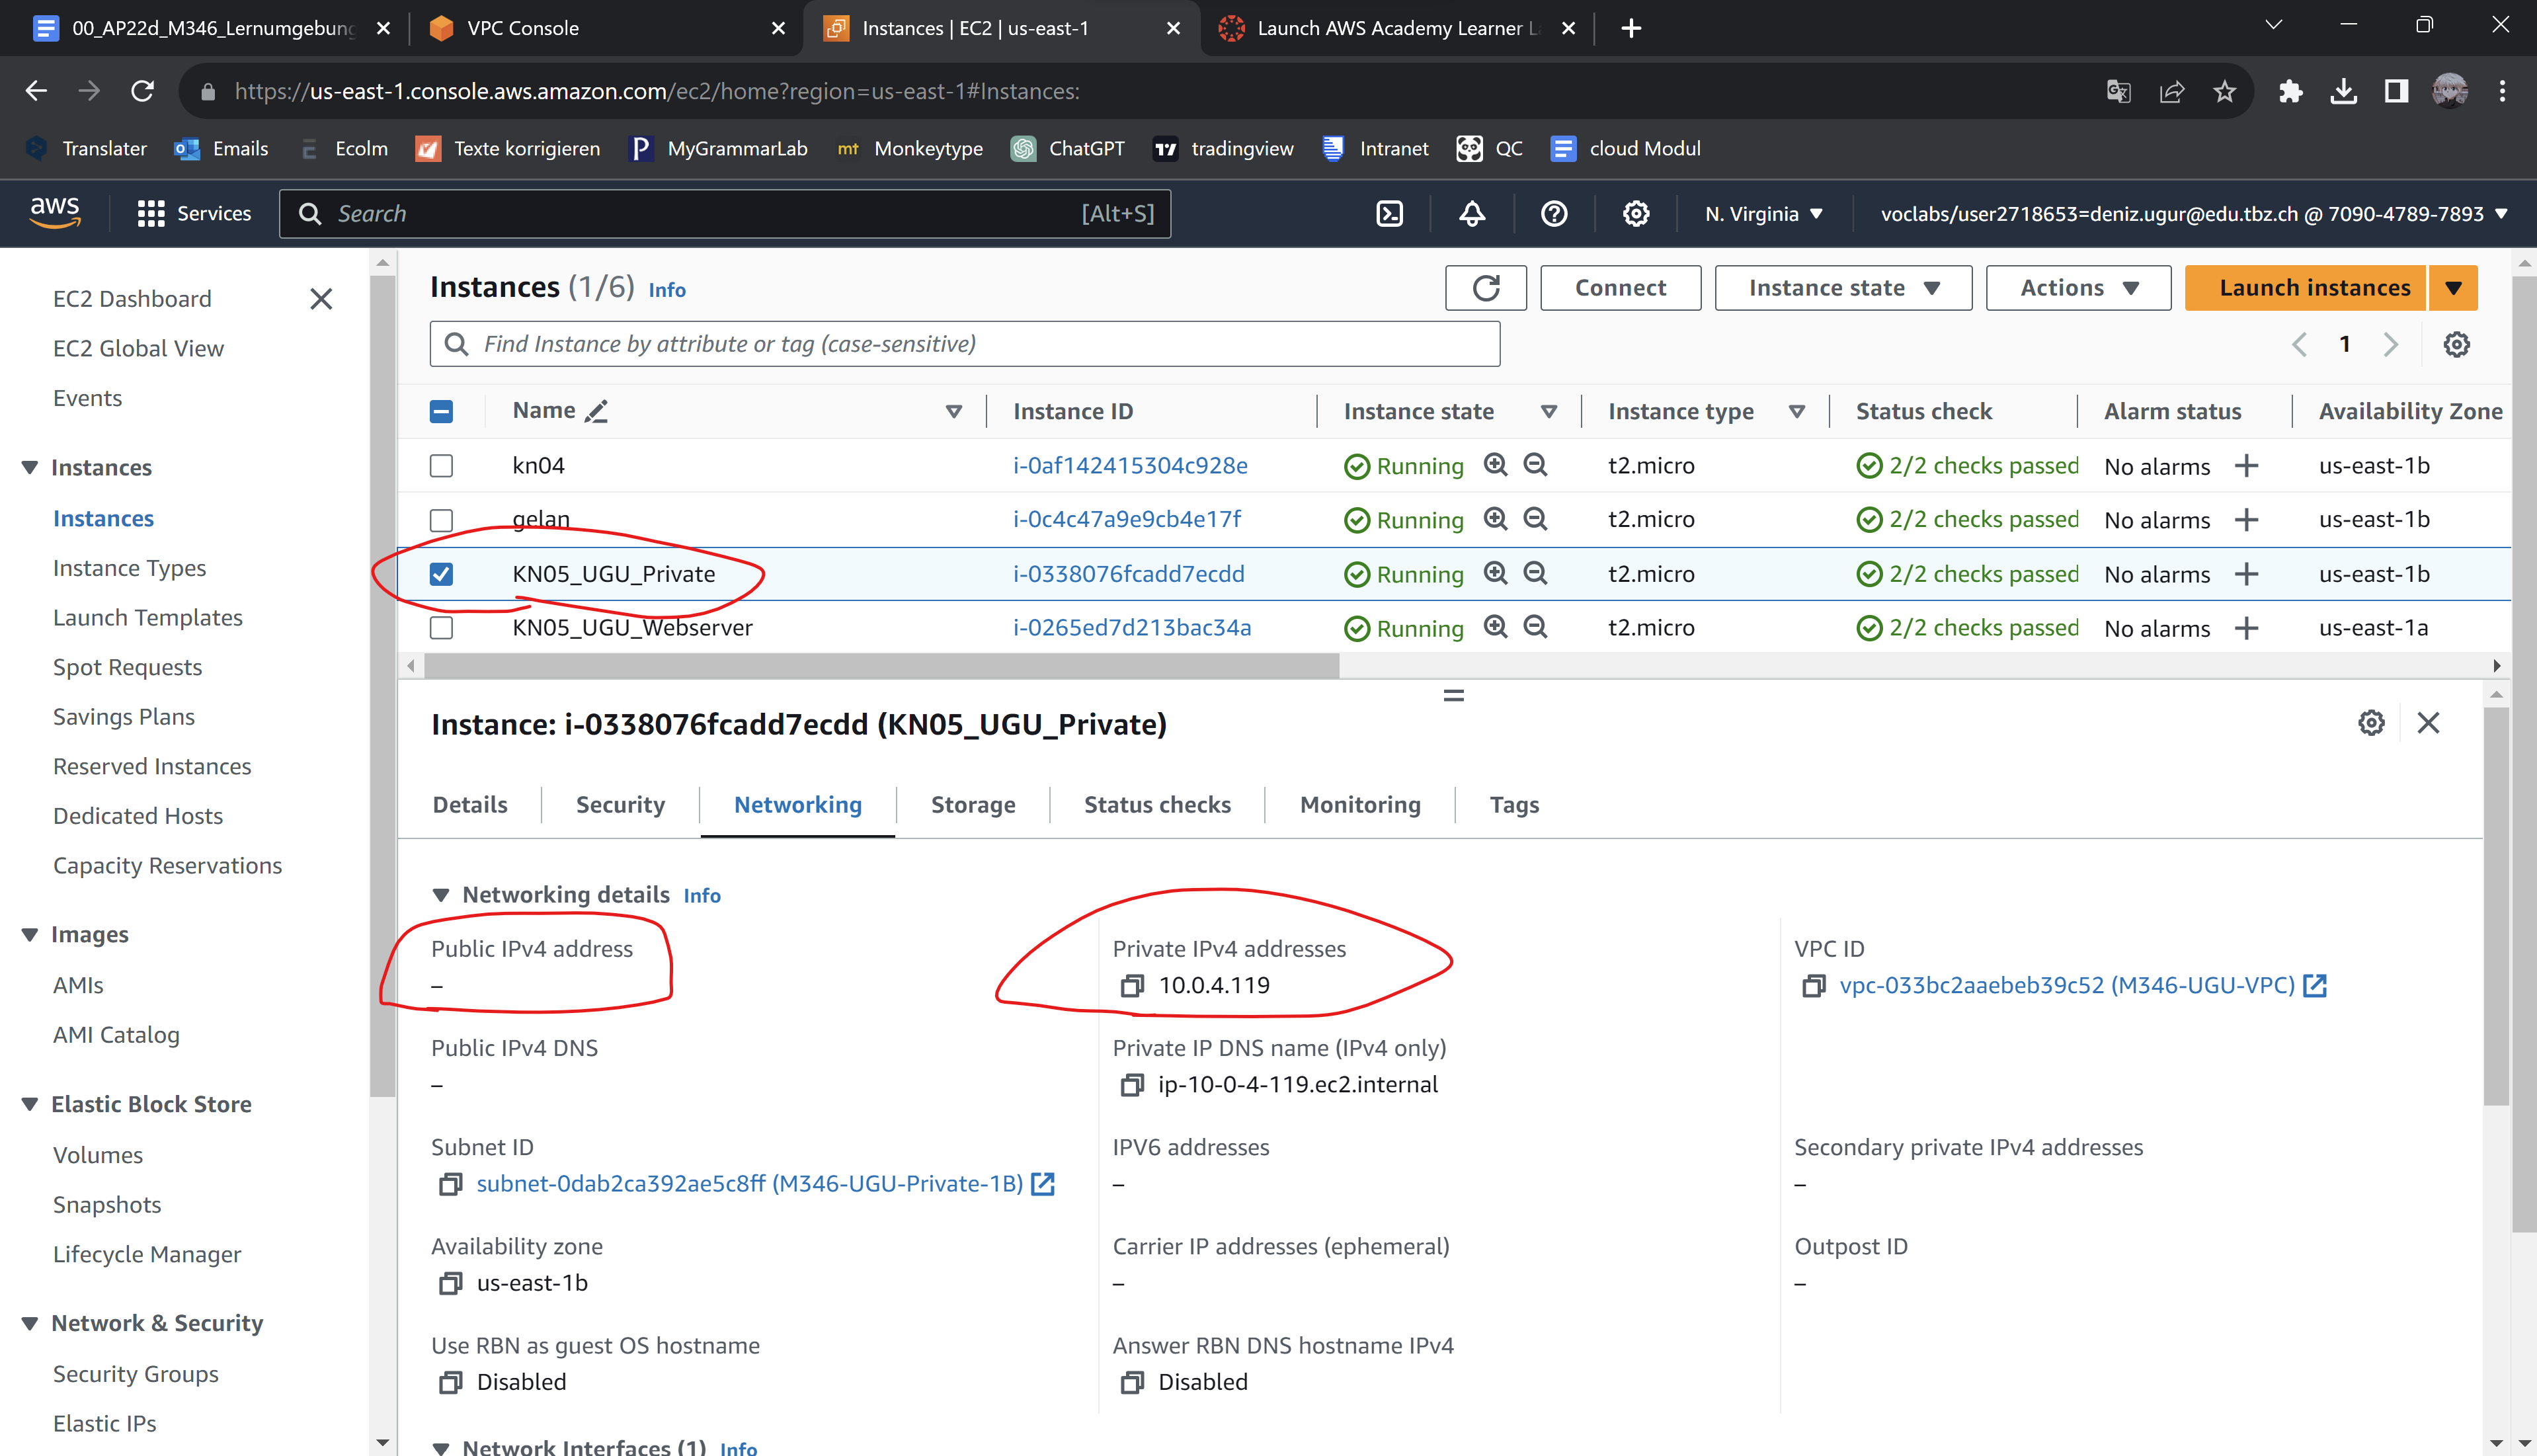 00_AP22d_M346_Lernumgebung
VPC Console
Instances | EC2 | us-east-1
Launch AWS Academy Learner L
https://us-east-1.console.aws.amazon.com/ec2/home?region=us-east-1#Instances:
Translater
Emails
Ecolm
Texte korrigieren
MyGrammarLab
mt Monkeytype
ChatGPT
tradingview
Intranet
QC
cloud Modul
aws
Services
Search
[Alt+S]
N. Virginia
voclabs/user2718653=deniz.ugur@edu.tbz.ch @ 7090-4789-7893
EC2 Dashboard
EC2 Global View
Events
Instances
Instances
Instance Types
Launch Templates
Spot Requests
Savings Plans
Reserved Instances
Dedicated Hosts
Capacity Reservations
Images
AMIs
AMI Catalog
Elastic Block Store
Volumes
Snapshots
Lifecycle Manager
Network & Security
Security Groups
Elastic IPs
Instances (1/6) Info
Connect
Instance state
Actions
Launch instances
Find Instance by attribute or tag (case-sensitive)
1
Name Instance ID Instance state Instance type Status check Alarm status Availability Zone
kn04 i-0af142415304c928e Running t2.micro 2/2 checks passed No alarms + us-east-1b
gelan i-0c4c47a9e9cb4e17f Running t2.micro 2/2 checks passed No alarms + us-east-1b
KN05_UGU_Private i-0338076fcadd7ecdd Running t2.micro 2/2 checks passed No alarms + us-east-1b
KN05_UGU_Webserver i-0265ed7d213bac34a Running t2.micro 2/2 checks passed No alarms + us-east-1a
Instance: i-0338076fcadd7ecdd (KN05_UGU_Private)
Details
Security
Networking
Storage
Status checks
Monitoring
Tags
Networking details Info
Public IPv4 address
–
Private IPv4 addresses
10.0.4.119
VPC ID
vpc-033bc2aaebeb39c52 (M346-UGU-VPC)
Public IPv4 DNS
–
Private IP DNS name (IPv4 only)
ip-10-0-4-119.ec2.internal
Subnet ID
subnet-0dab2ca392ae5c8ff (M346-UGU-Private-1B)
IPV6 addresses
–
Secondary private IPv4 addresses
–
Availability zone
us-east-1b
Carrier IP addresses (ephemeral)
–
Outpost ID
–
Use RBN as guest OS hostname
Disabled
Answer RBN DNS hostname IPv4
Disabled
Network Interfaces (1) Info